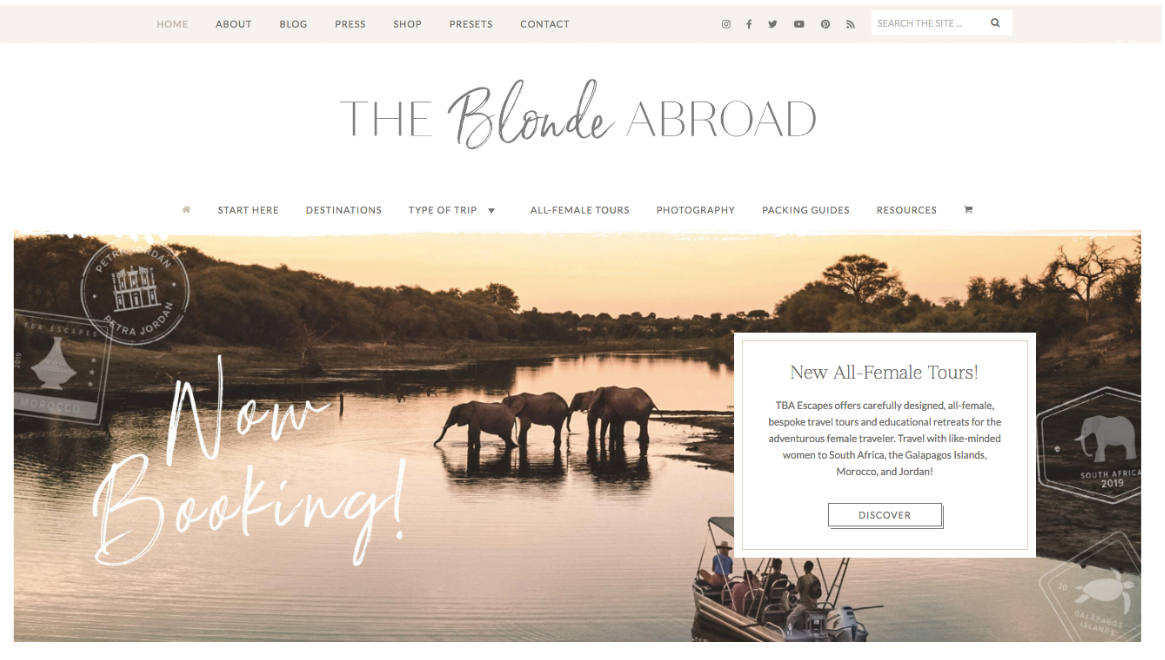 HOME ABOUT BLOG PRESS SHOP PRESETS CONTACT SEARCH THE SITE ...
THE Blonde ABROAD
START HERE DESTINATIONS TYPE OF TRIP ALL-FEMALE TOURS PHOTOGRAPHY PACKING GUIDES RESOURCES
PETRA JORDAN
PETRA JORDAN
TBA ESCAPES
2019
MOROCCO
Now
Booking!
New All-Female Tours!
TBA Escapes offers carefully designed, all-female,
bespoke travel tours and educational retreats for the
adventurous female traveler. Travel with like-minded
women to South Africa, the Galapagos Islands,
Morocco, and Jordan!
DISCOVER
SOUTH AFRICA
2019
20
GALÁPAGOS
ISLANDS